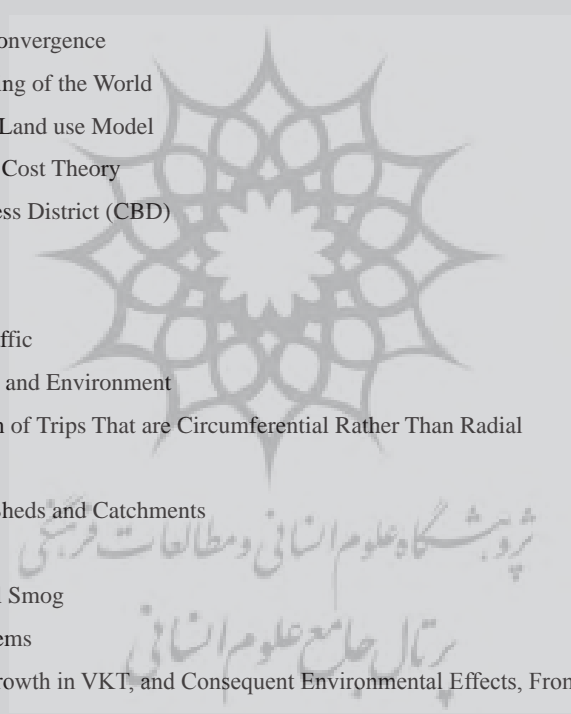 onvergence
ng of the World
Land use Model
Cost Theory
ess District (CBD)
ffic
and Environment
n of Trips That are Circumferential Rather Than Radial
Sheds and Catchments
پژوهشگاه علوم انسانی و مطالعات فرهنگی
l Smog
ems
پرتال جامع علوم انسانی
rowth in VKT, and Consequent Environmental Effects, Fron